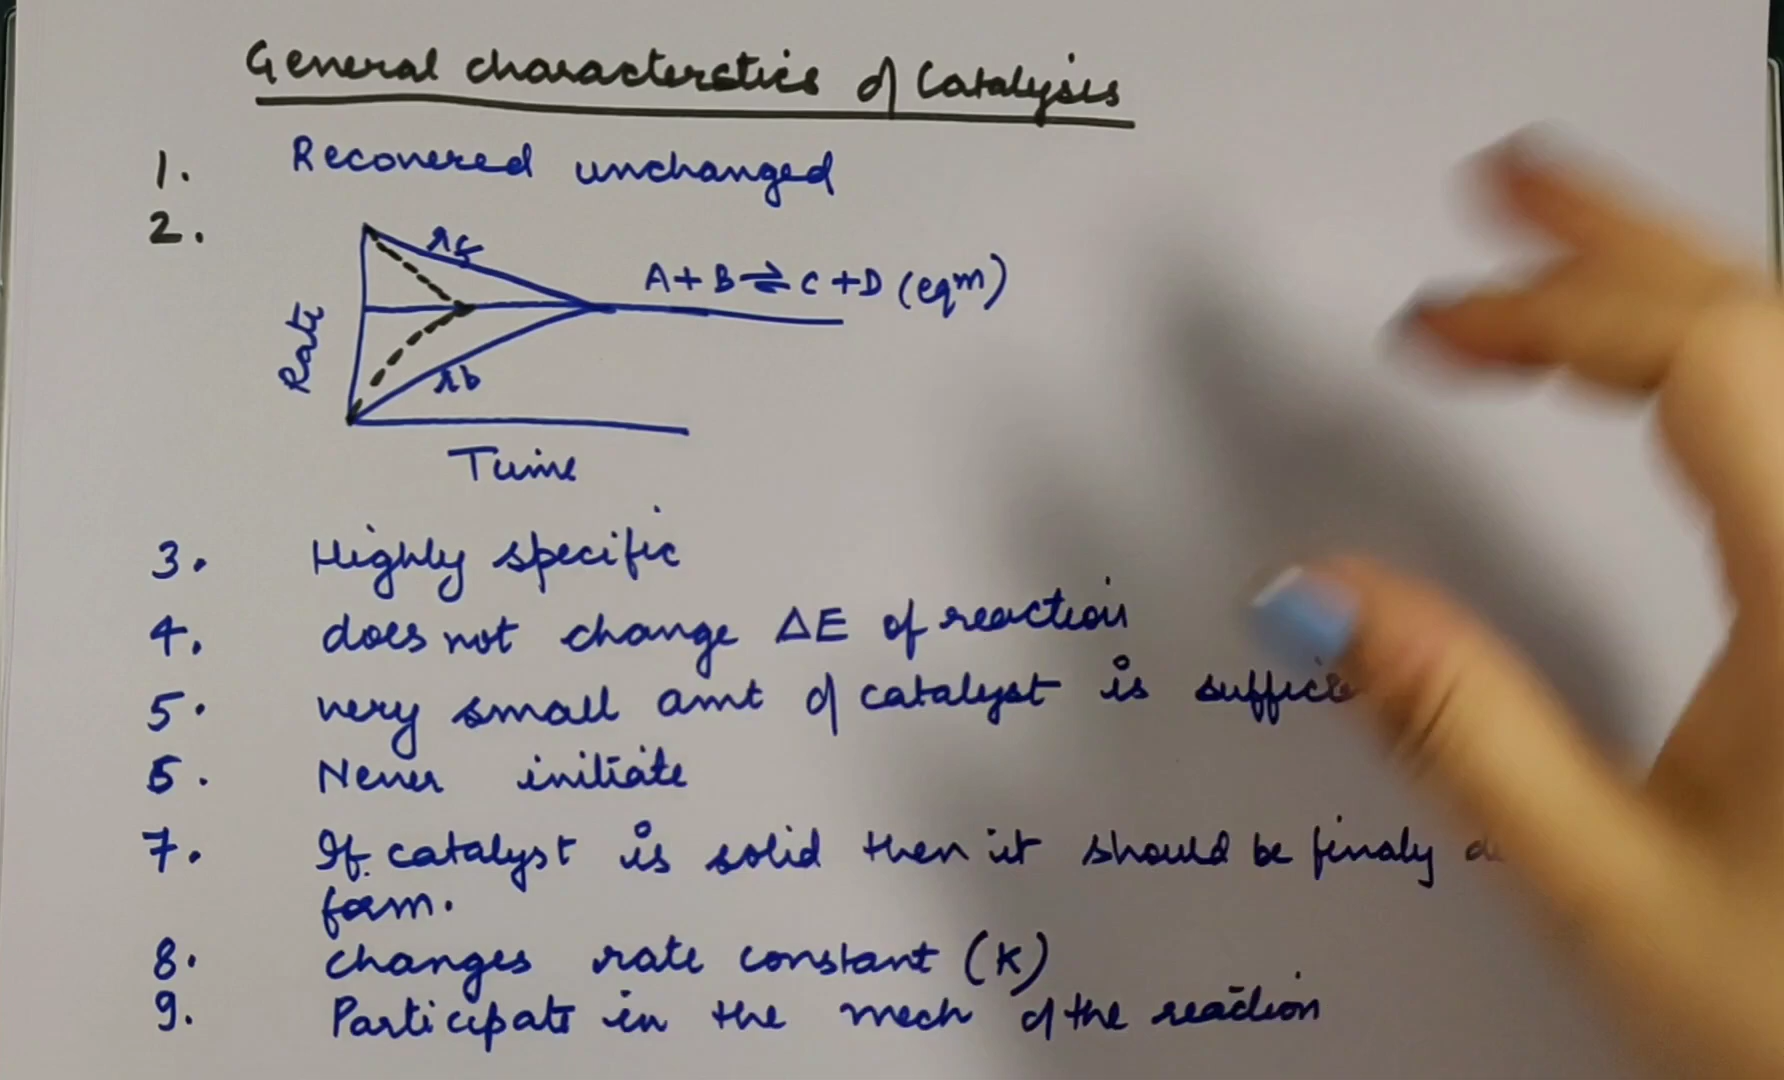 General characterstics of Catalysis
1. Recovered unchanged
2.
rf
A + B ⇌ C + D (eqm)
Rate
rb
Time
3. Highly specific
4. does not change ΔE of reaction
5. very small amt of catalyst is
6. Never initiate
7. If catalyst is solid then it should be finaly
form.
8. changes rate constant (K)
9. Participate in the mech of the reaction